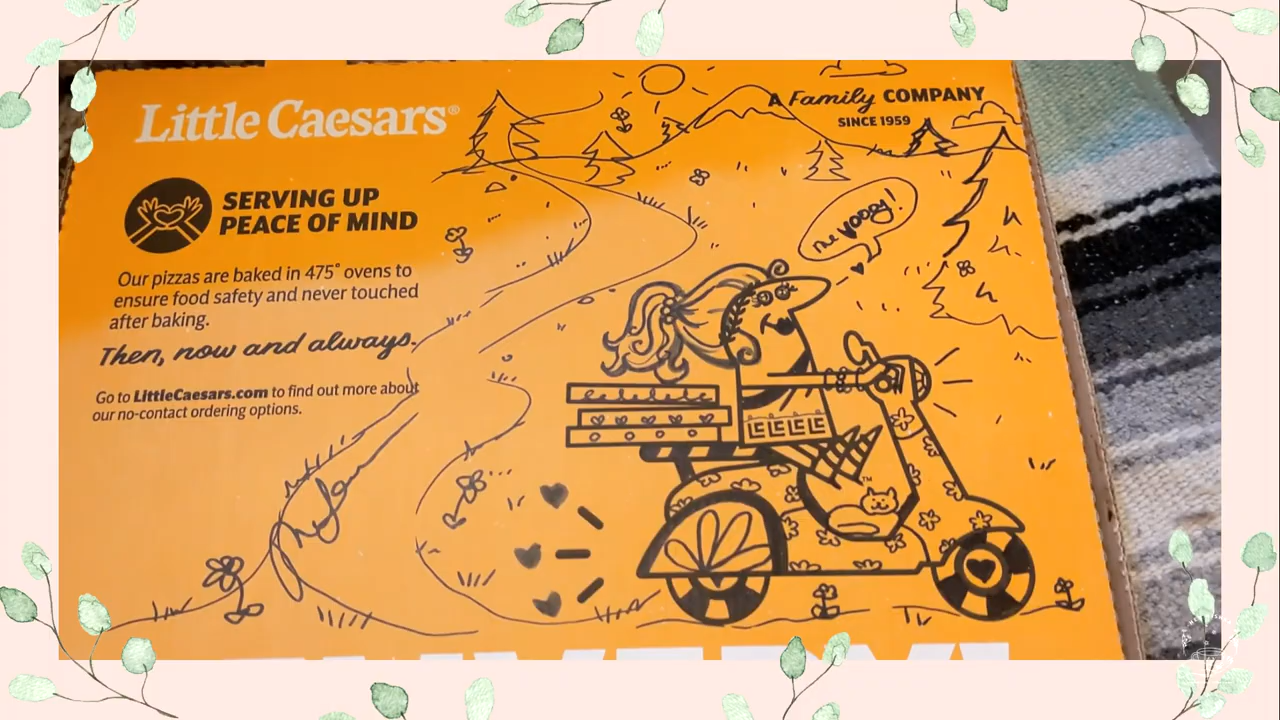 Little Caesars®
A Family COMPANY
SINCE 1959
SERVING UP
PEACE OF MIND
Our pizzas are baked in 475° ovens to
ensure food safety and never touched
after baking.
Then, now and always.
Go to LittleCaesars.com to find out more about
our no-contact ordering options.
TM